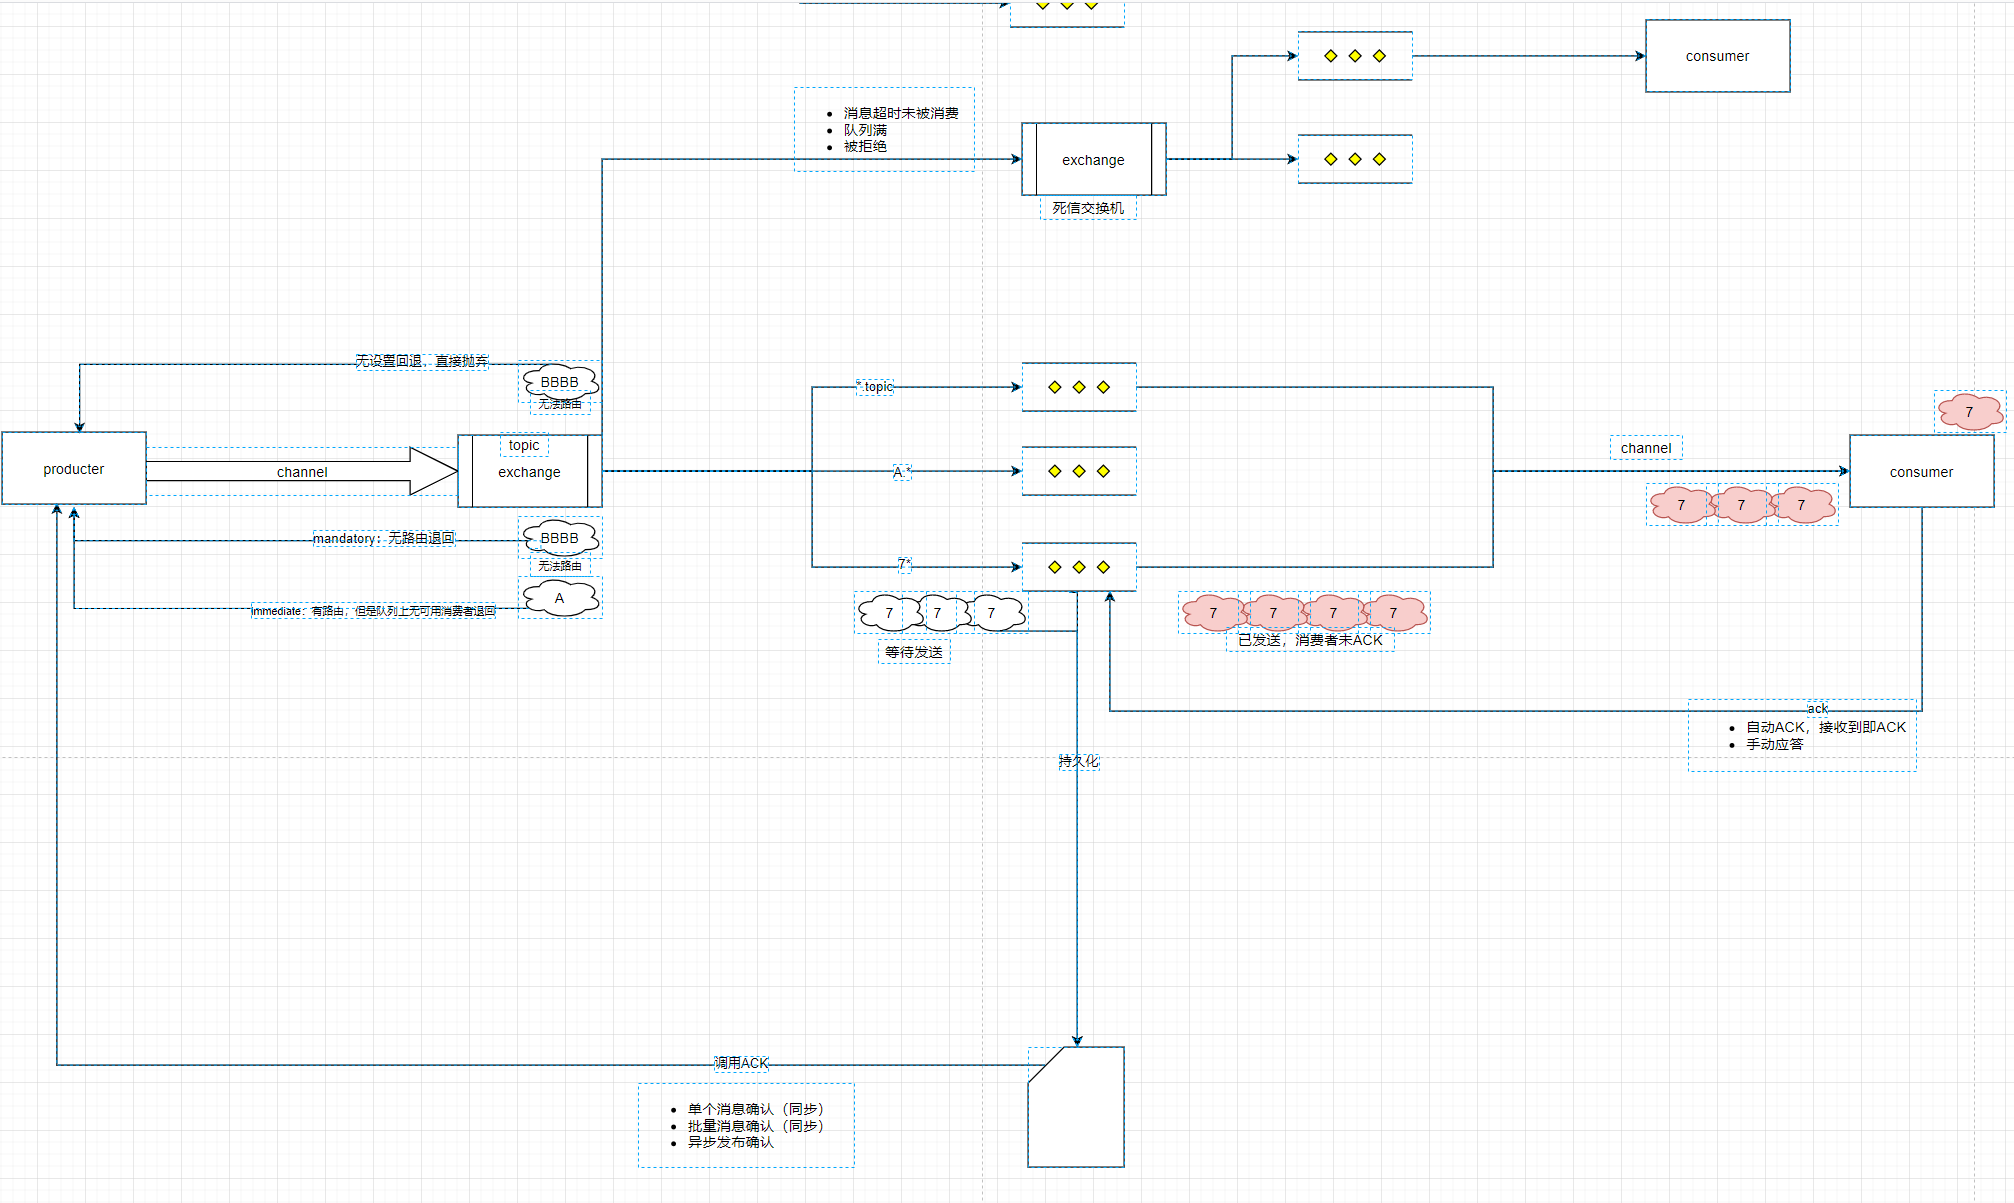 consumer
消息超时未被消费
队列满
被拒绝
exchange
死信交换机
无设置回退，直接抛弃
BBBB
无法路由
*.topic
7
producter
channel
topic
exchange
A.*
channel
consumer
7 7 7
mandatory：无路由退回
BBBB
无法路由
7*
immediate：有路由，但是队列上无可用消费者退回
A
7 7 7
等待发送
7 7 7 7
已发送，消费者未ACK
ack
自动ACK，接收到即ACK
手动应答
持久化
调用ACK
单个消息确认（同步）
批量消息确认（同步）
异步发布确认